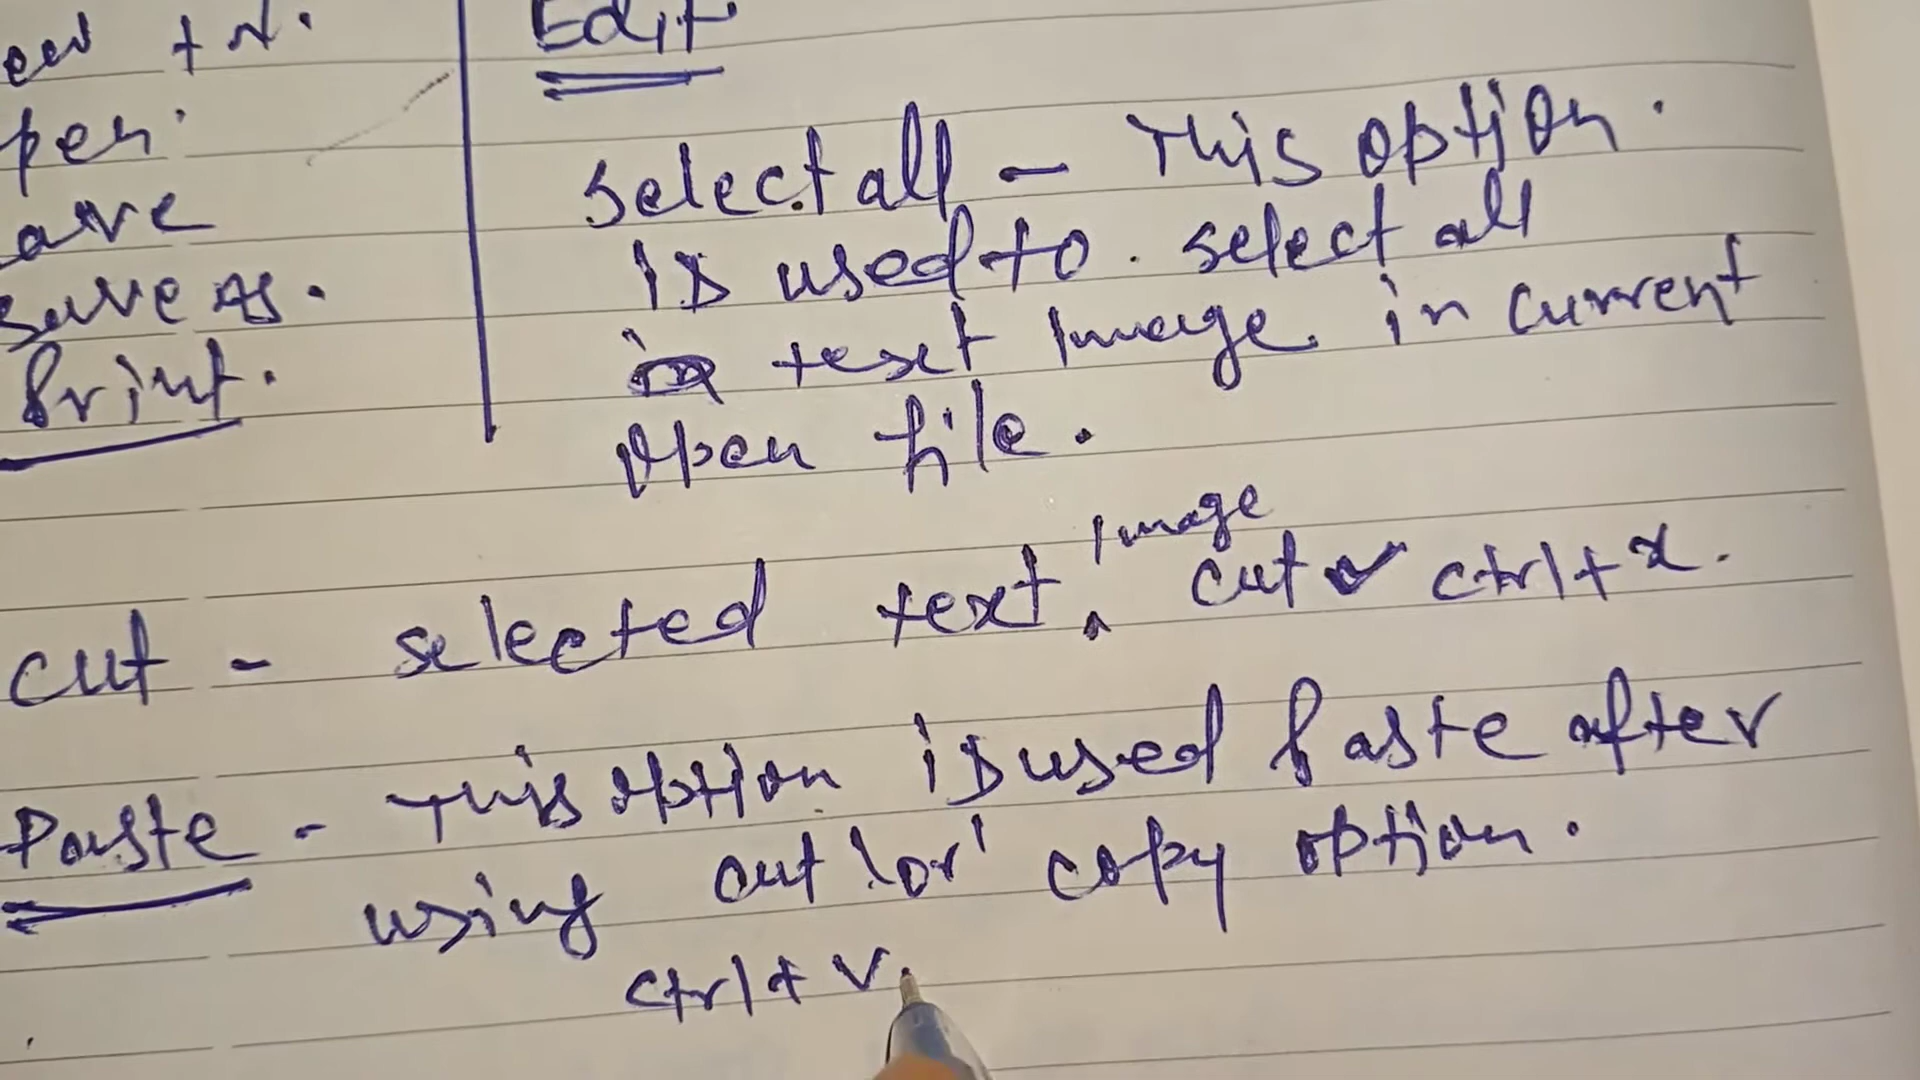 Edit
pen.
ave
save as.
Print.
select all - This option.
is used to. select all
text Image. in current
open file.
Image
cut - selected text cut ctrl+x.
Paste - This option is used Paste after
using cut 'or' copy option.
ctrl+v.